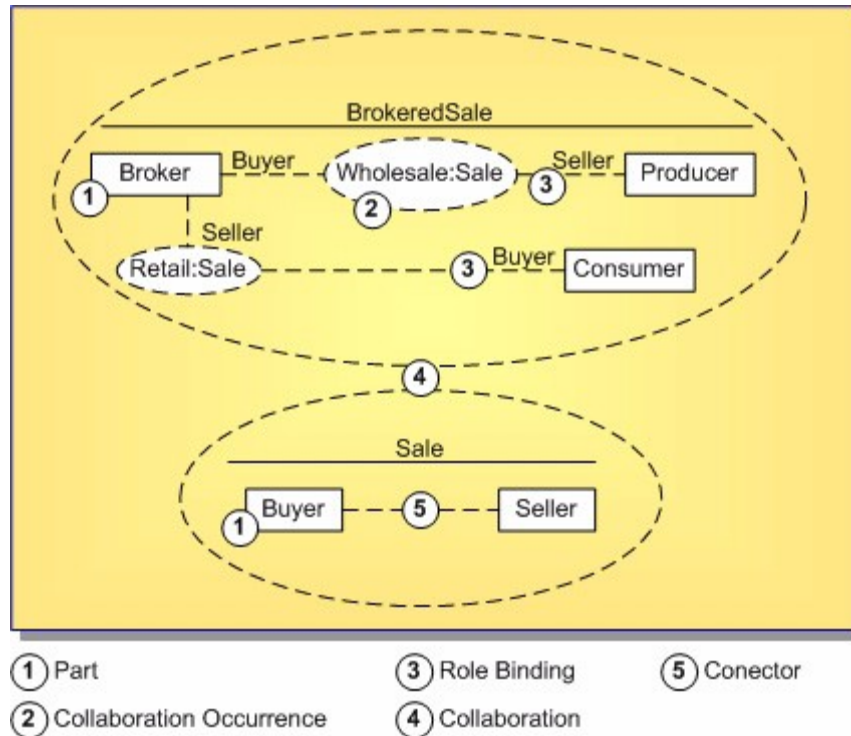 BrokeredSale
Broker Buyer Wholesale:Sale Seller Producer
1 2 3
Seller
Retail:Sale 3 Buyer Consumer
4
Sale
Buyer 5 Seller
1
1 Part 3 Role Binding 5 Conector
2 Collaboration Occurrence 4 Collaboration